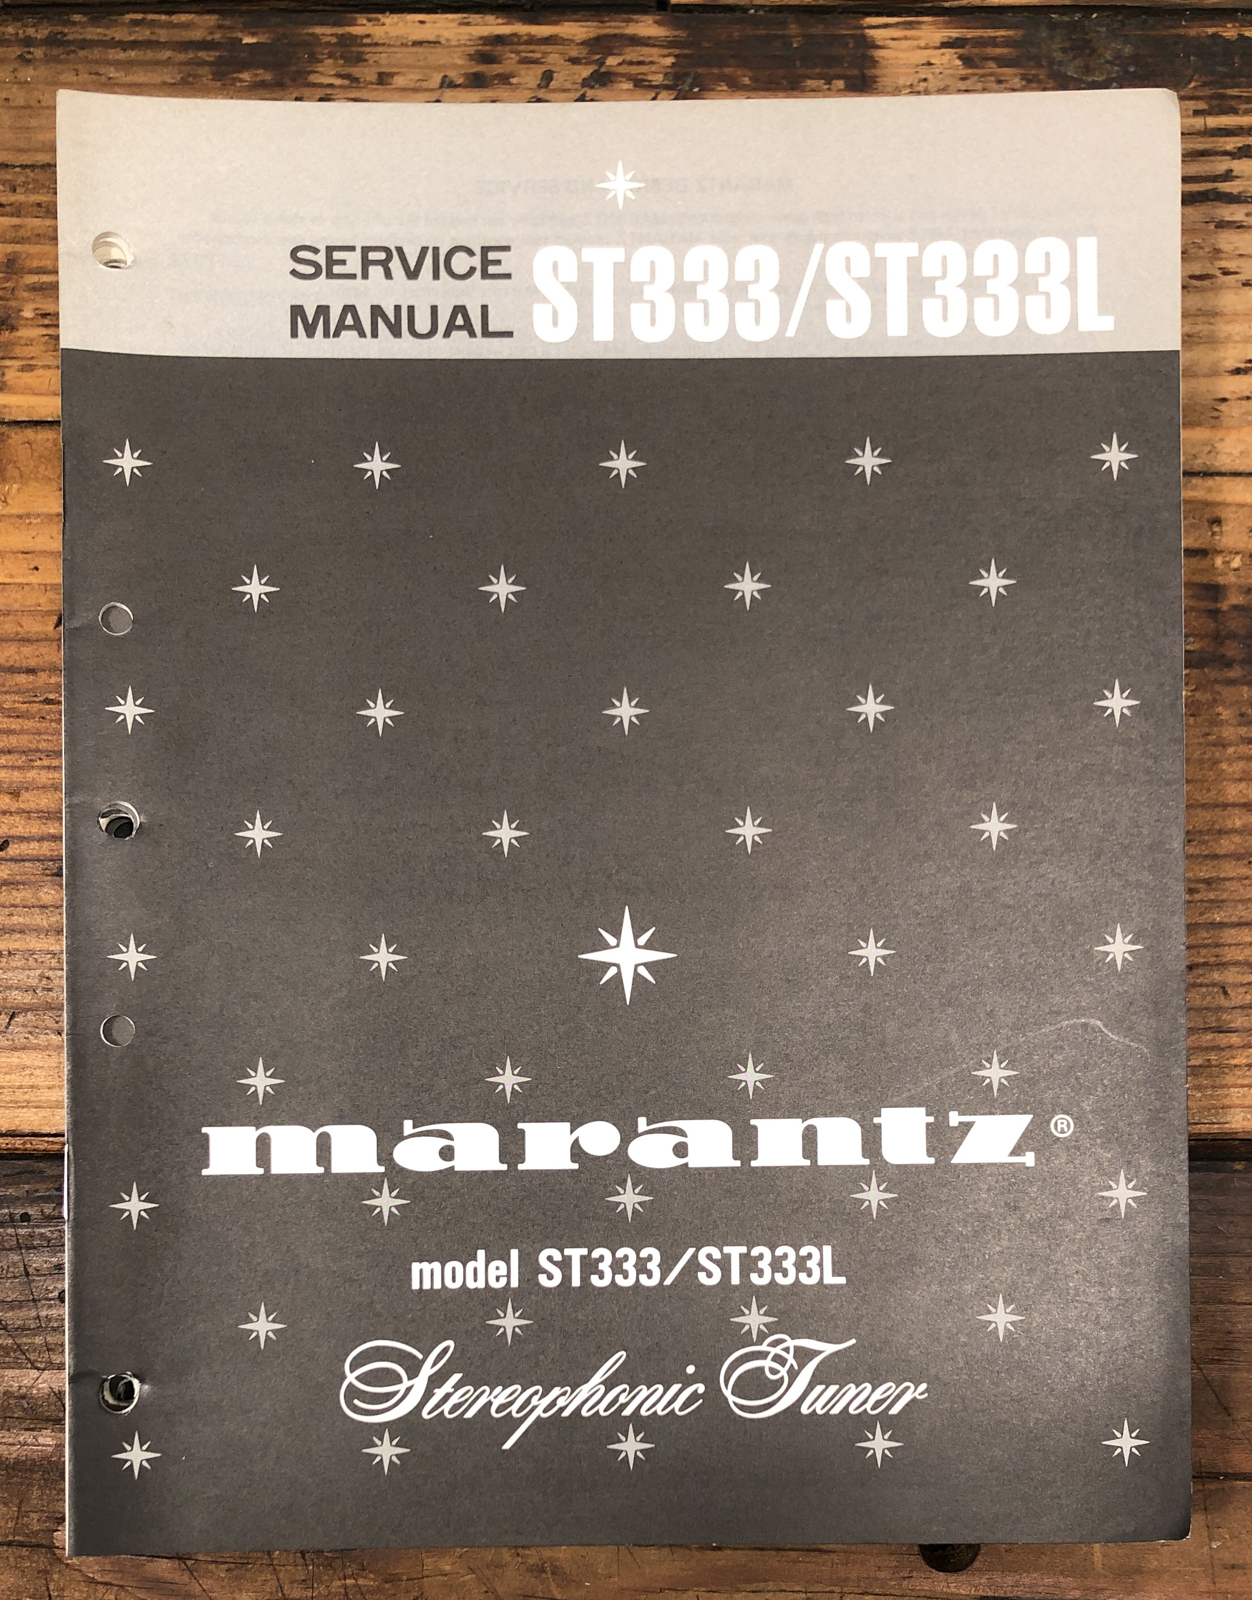 SERVICE
MANUAL
ST333/ST333L
marantz®
model ST333/ST333L
Stereophonic Tuner